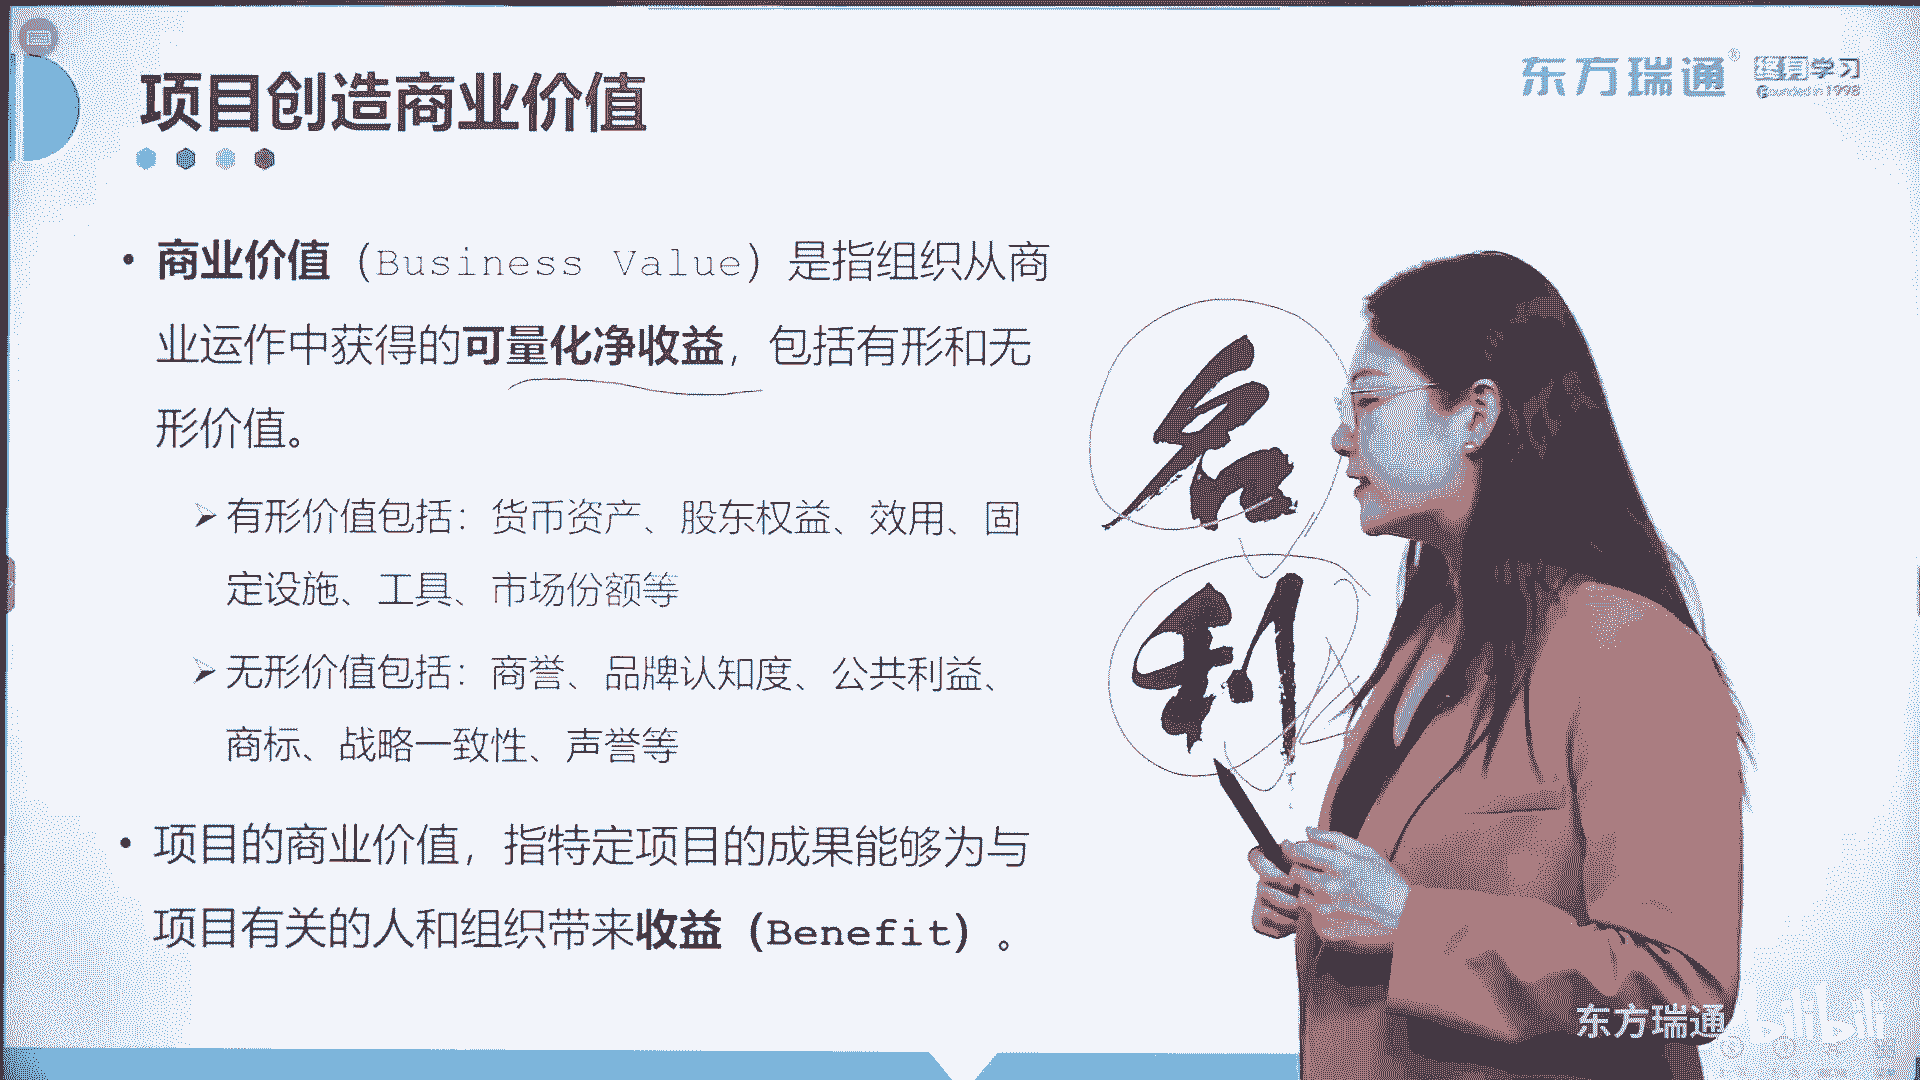 项目创造商业价值
东方瑞通®
终身学习
Founded in 1998
• 商业价值（Business Value）是指组织从商
业运作中获得的可量化净收益，包括有形和无
形价值。
➢ 有形价值包括：货币资产、股东权益、效用、固
定设施、工具、市场份额等
➢ 无形价值包括：商誉、品牌认知度、公共利益、
商标、战略一致性、声誉等
• 项目的商业价值，指特定项目的成果能够为与
项目有关的人和组织带来收益（Benefit）。
名
利
东方瑞通
bilibili